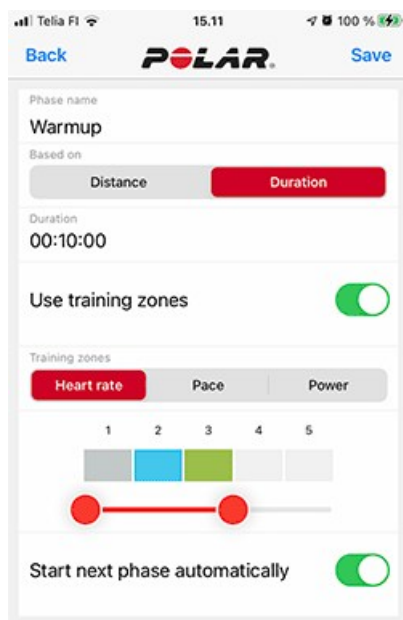 Telia FI 15.11 100 %
Back POLAR. Save
Phase name
Warmup
Based on
Distance Duration
Duration
00:10:00
Use training zones
Training zones
Heart rate Pace Power
1 2 3 4 5
Start next phase automatically